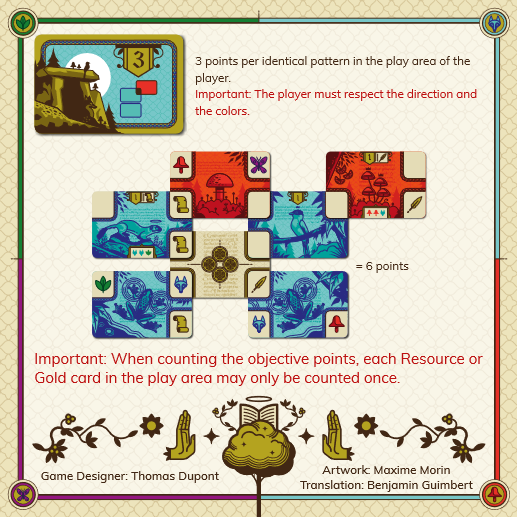 3
3 points per identical pattern in the play area of the
player.
Important: The player must respect the direction and
the colors.
= 6 points
Important: When counting the objective points, each Resource or
Gold card in the play area may only be counted once.
Game Designer: Thomas Dupont
Artwork: Maxime Morin
Translation: Benjamin Guimbert